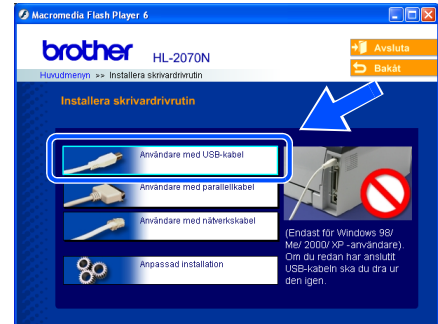 Macromedia Flash Player 6
brother HL-2070N
Avsluta
Bakåt
Huvudmenyn >> Installera skrivardrivrutin
Installera skrivardrivrutin
Användare med USB-kabel
Användare med parallellkabel
Användare med nätverkskabel
Anpassad installation
(Endast för Windows 98/
Me/ 2000/ XP -användare).
Om du redan har anslutit
USB-kabeln ska du dra ur
den igen.